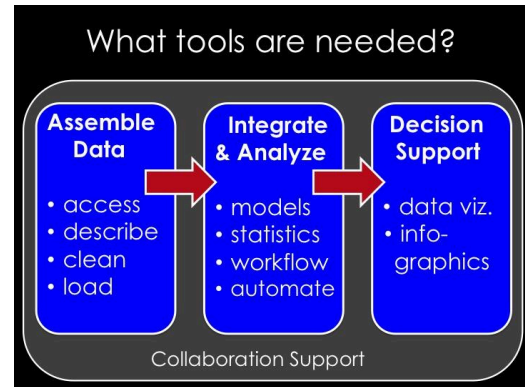 What tools are needed?
Assemble
Data
• access
• describe
• clean
• load
Integrate
& Analyze
• models
• statistics
• workflow
• automate
Decision
Support
• data viz.
• info-
graphics
Collaboration Support